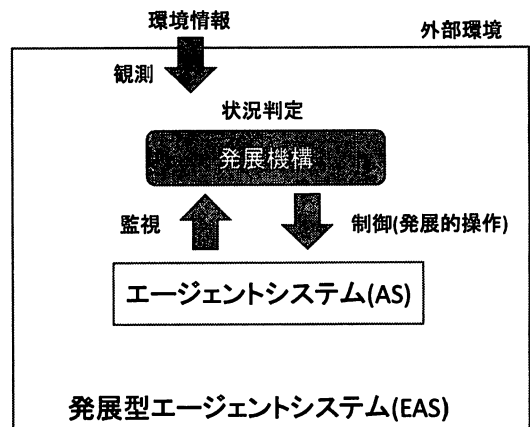 環境情報
外部環境
観測
状況判定
発展機構
監視
制御(発展的操作)
エージェントシステム(AS)
発展型エージェントシステム(EAS)